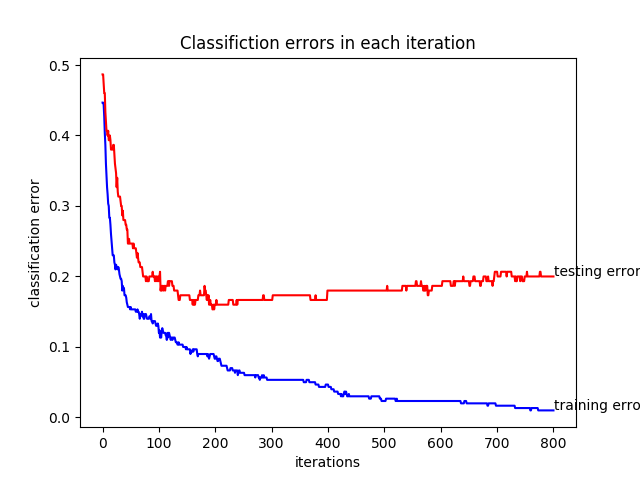 Classifiction errors in each iteration
0.5
0.4
0.3
0.2
0.1
0.0
classification error
testing error
training erro
0 100 200 300 400 500 600 700 800
iterations